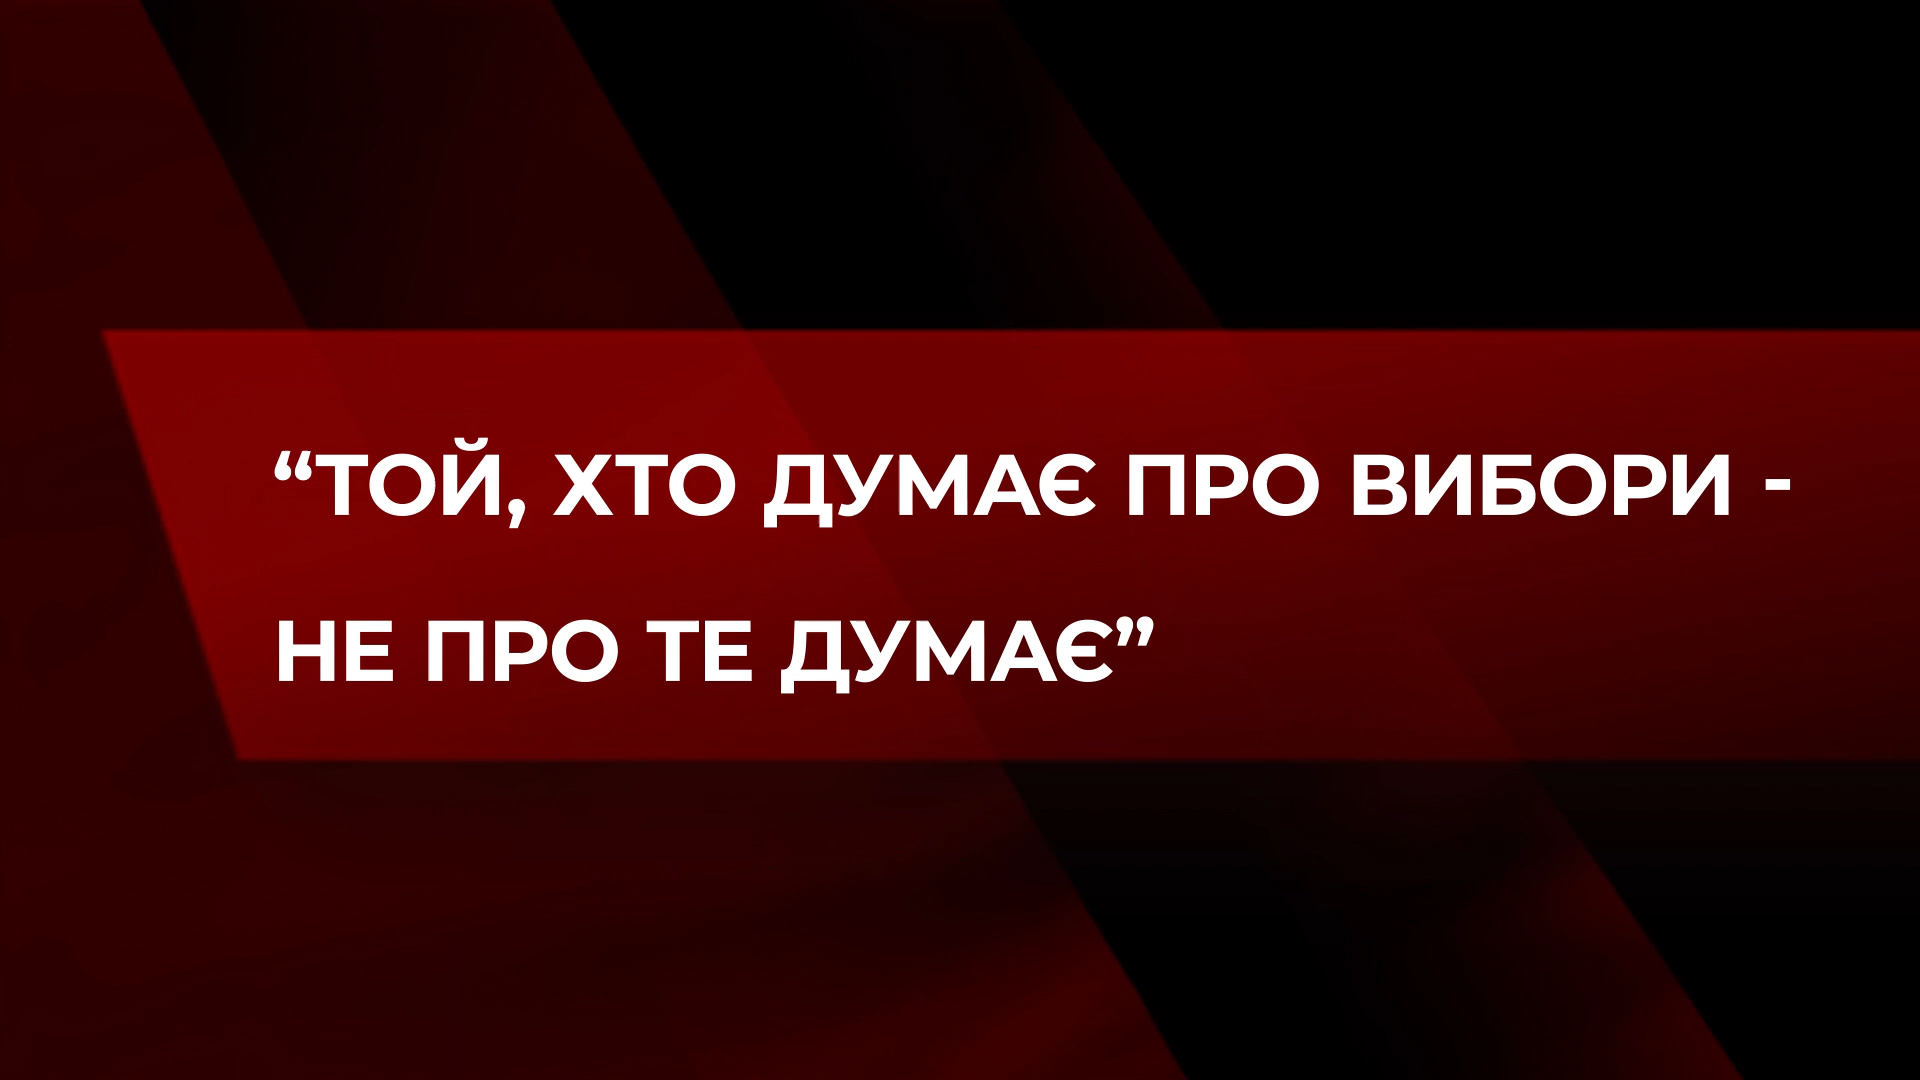 “ТОЙ, ХТО ДУМАЄ ПРО ВИБОРИ -
НЕ ПРО ТЕ ДУМАЄ”